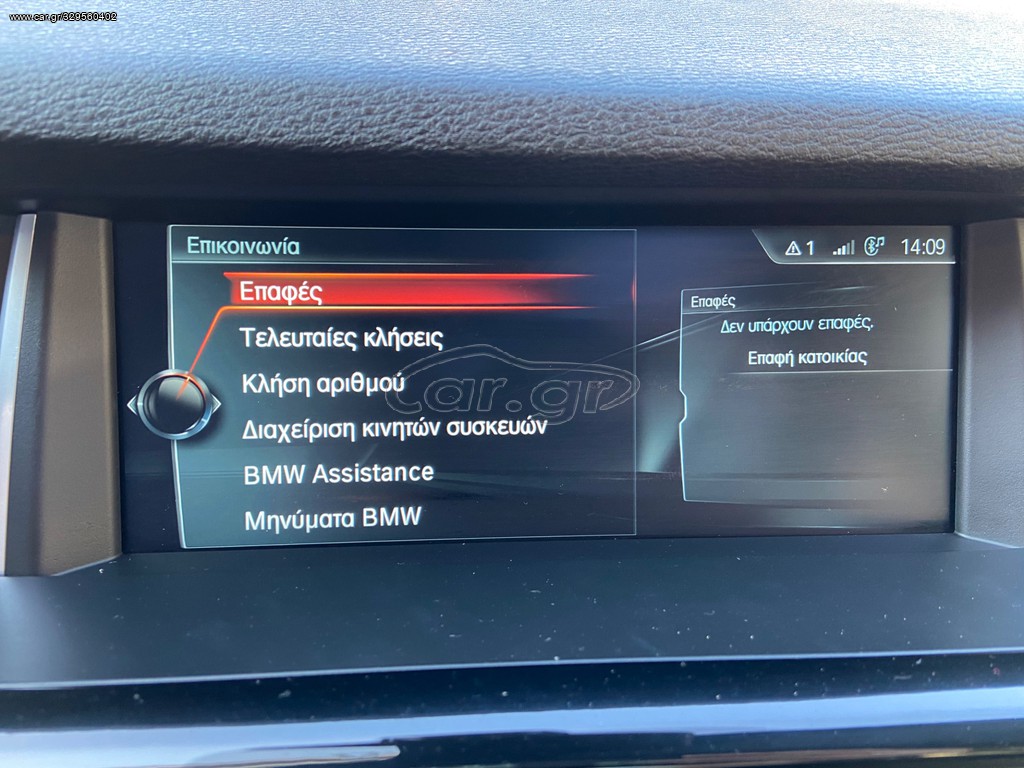 www.car.gr/329560402
Επικοινωνία
1 14:09
Επαφές
Τελευταίες κλήσεις
Κλήση αριθμού
Διαχείριση κινητών συσκευών
BMW Assistance
Μηνύματα BMW
Επαφές
Δεν υπάρχουν επαφές.
Επαφή κατοικίας
car.gr